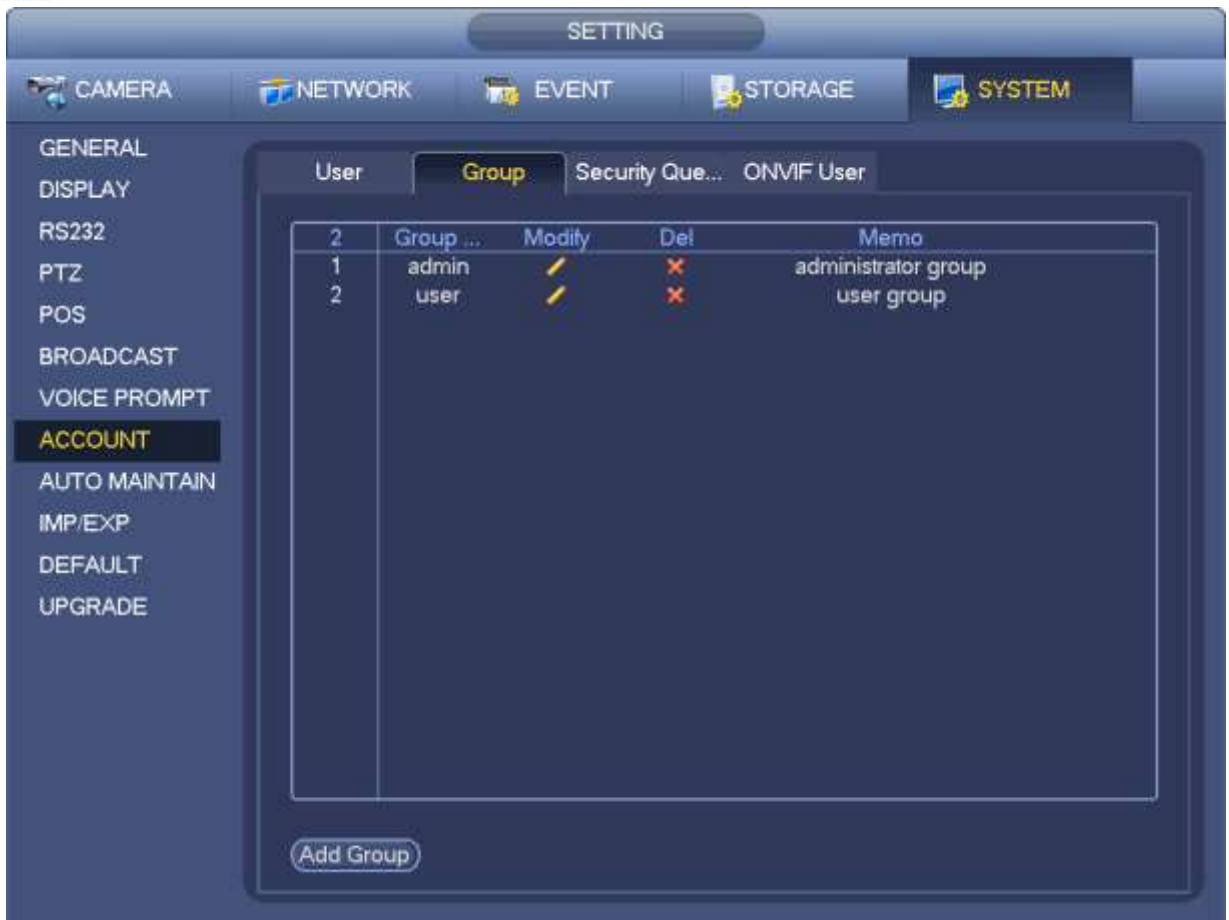 SETTING
CAMERA NETWORK EVENT STORAGE SYSTEM
GENERAL
DISPLAY
RS232
PTZ
POS
BROADCAST
VOICE PROMPT
ACCOUNT
AUTO MAINTAIN
IMP/EXP
DEFAULT
UPGRADE
User Group Security Que... ONVIF User
2 Group ... Modify Del Memo
1 admin administrator group
2 user user group
Add Group